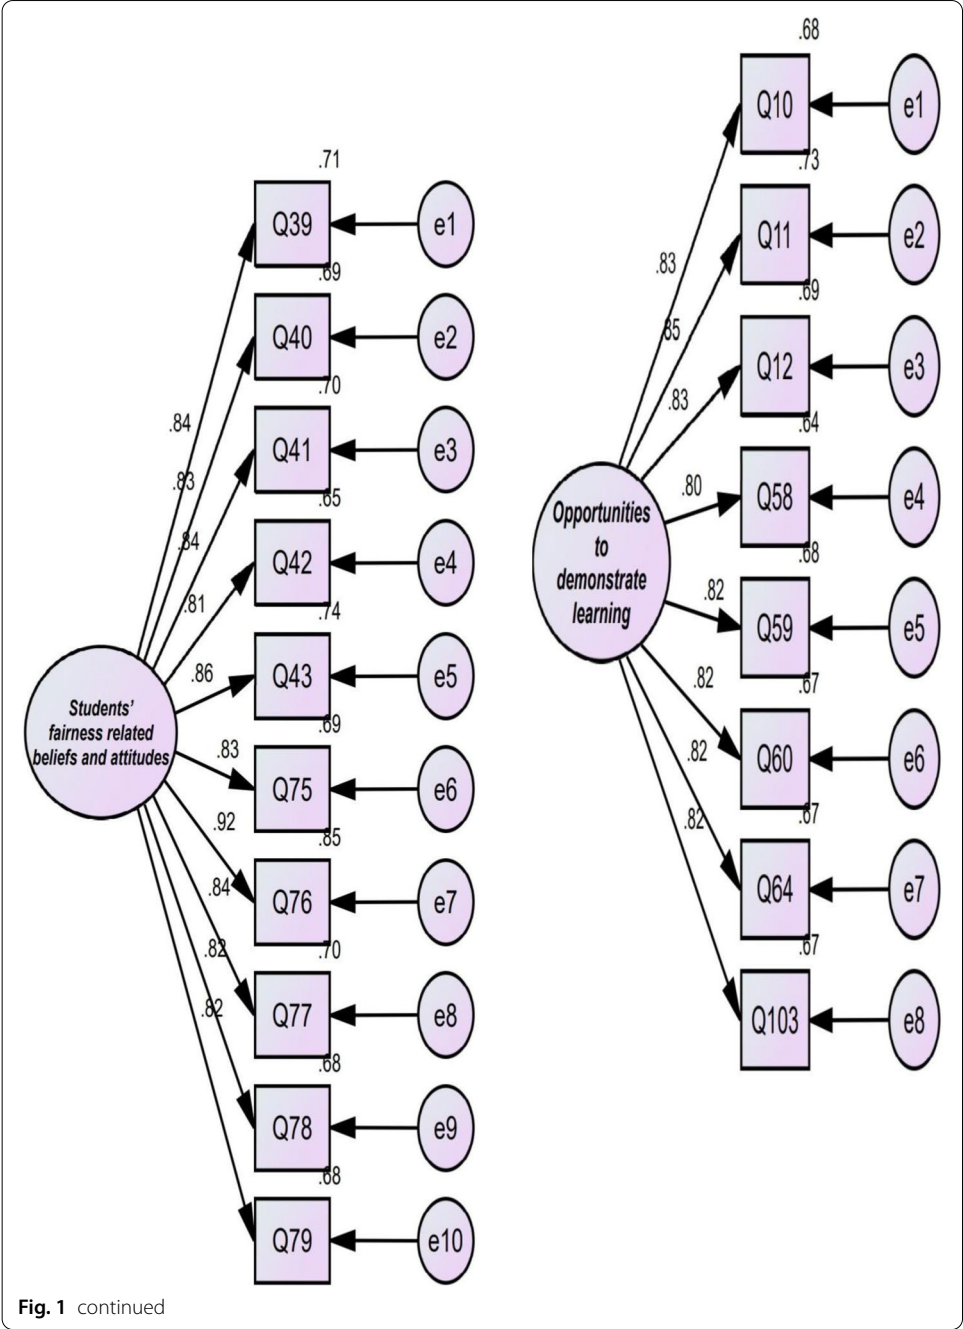 .71
Q39
e1
.69
Q40
e2
.70
Q41
e3
.65
Q42
e4
.74
Q43
e5
.69
Q75
e6
.85
Q76
e7
.70
Q77
e8
.68
Q78
e9
.68
Q79
e10
.84
.83
.84
.81
.86
.83
.92
.84
.82
.82
Students’
fairness related
beliefs and attitudes
.68
Q10
e1
.73
Q11
e2
.69
Q12
e3
.64
Q58
e4
.68
Q59
e5
.67
Q60
e6
.67
Q64
e7
.67
Q103
e8
.83
.85
.83
.80
.82
.82
.82
.82
Opportunities
to
demonstrate
learning
Fig. 1 continued